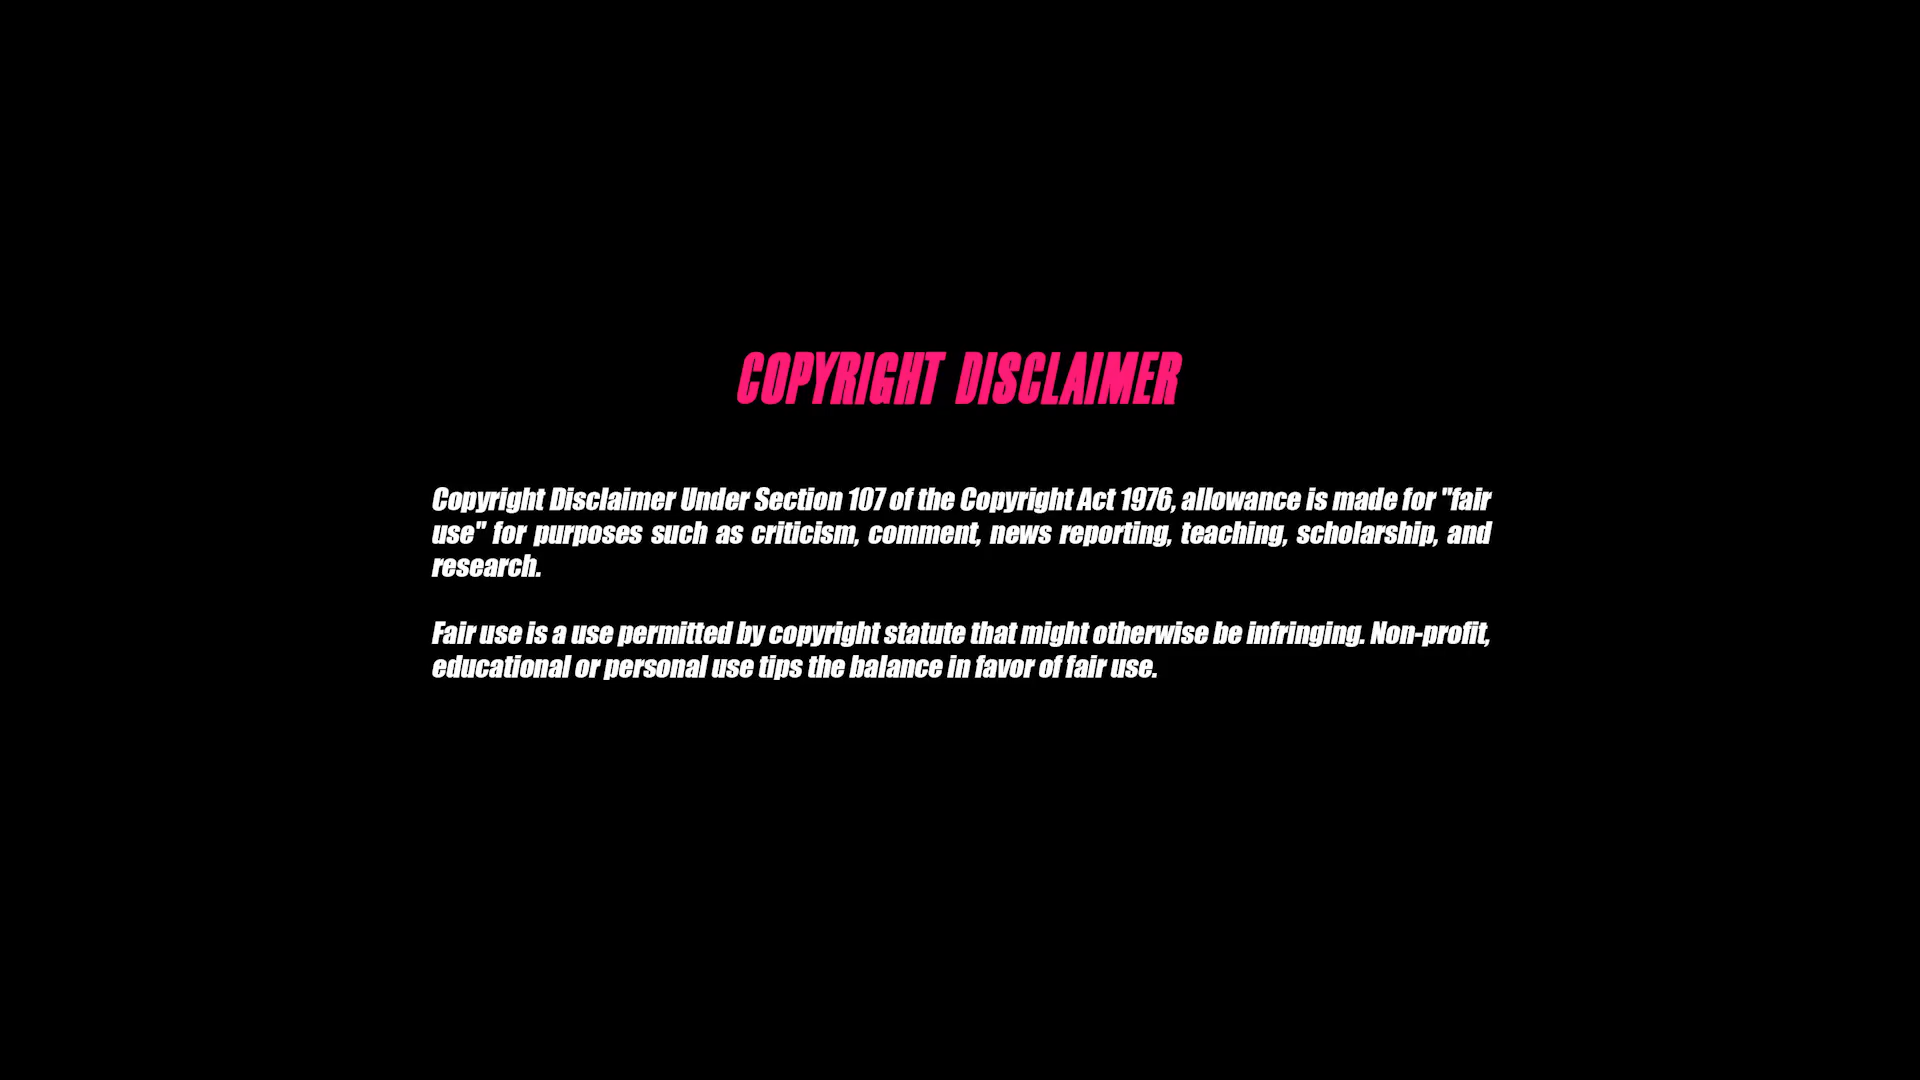 COPYRIGHT DISCLAIMER
Copyright Disclaimer Under Section 107 of the Copyright Act 1976, allowance is made for "fair
use" for purposes such as criticism, comment, news reporting, teaching, scholarship, and
research.
Fair use is a use permitted by copyright statute that might otherwise be infringing. Non-profit,
educational or personal use tips the balance in favor of fair use.